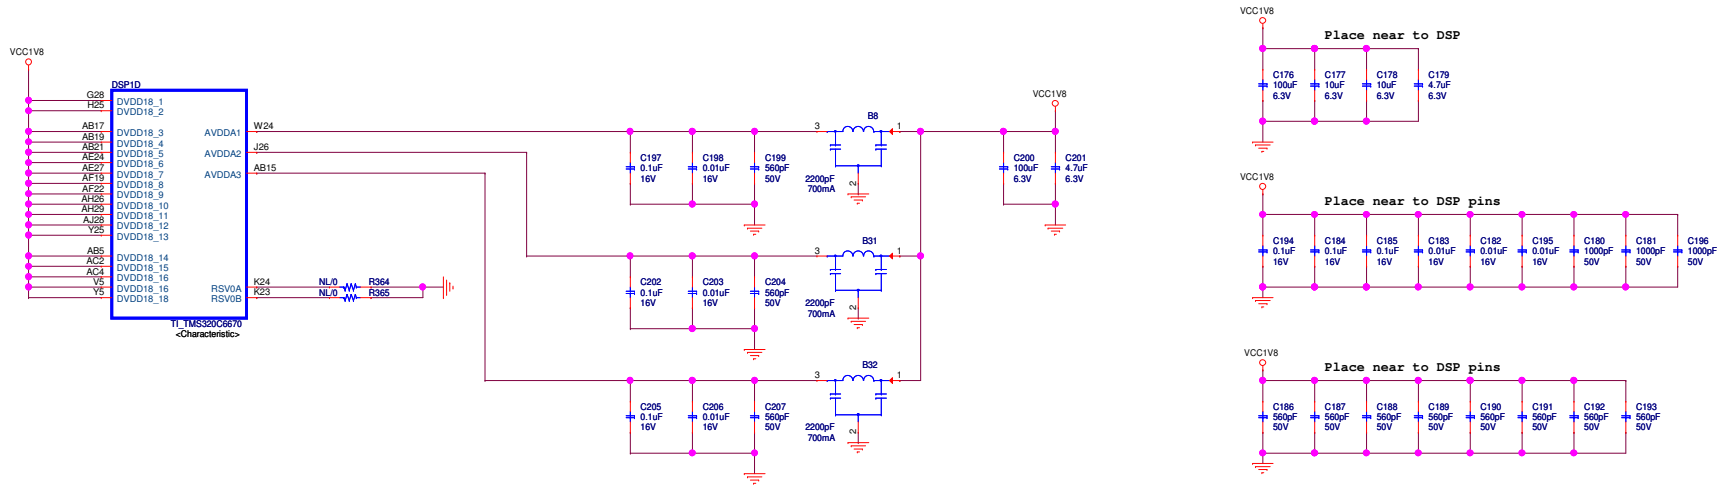 VCC1V8
DSP1D
G28 DVDD18_1
H25 DVDD18_2
AB17 DVDD18_3
AB19 DVDD18_4
AB21 DVDD18_5
AE24 DVDD18_6
AE27 DVDD18_7
AF19 DVDD18_8
AF22 DVDD18_9
AH26 DVDD18_10
AH29 DVDD18_11
AJ28 DVDD18_12
Y25 DVDD18_13
AB5 DVDD18_14
AC2 DVDD18_15
AC4 DVDD18_16
V5 DVDD18_16
Y5 DVDD18_18
AVDDA1 W24
AVDDA2 J26
AVDDA3 AB15
RSV0A K24 NL/0 R364
RSV0B K23 NL/0 R365
TI_TMS320C6670
<Characteristic>
C197
0.1uF
16V
C198
0.01uF
16V
C199
560pF
50V
3 B8 1
2200pF
700mA
2
VCC1V8
C200
100uF
6.3V
C201
4.7uF
6.3V
C202
0.1uF
16V
C203
0.01uF
16V
C204
560pF
50V
3 B31 1
2200pF
700mA
2
C205
0.1uF
16V
C206
0.01uF
16V
C207
560pF
50V
3 B32 1
2200pF
700mA
2
VCC1V8
Place near to DSP
C176
100uF
6.3V
C177
10uF
6.3V
C178
10uF
6.3V
C179
4.7uF
6.3V
VCC1V8
Place near to DSP pins
C194
0.1uF
16V
C184
0.1uF
16V
C185
0.1uF
16V
C183
0.01uF
16V
C182
0.01uF
16V
C195
0.01uF
16V
C180
1000pF
50V
C181
1000pF
50V
C196
1000pF
50V
VCC1V8
Place near to DSP pins
C186
560pF
50V
C187
560pF
50V
C188
560pF
50V
C189
560pF
50V
C190
560pF
50V
C191
560pF
50V
C192
560pF
50V
C193
560pF
50V